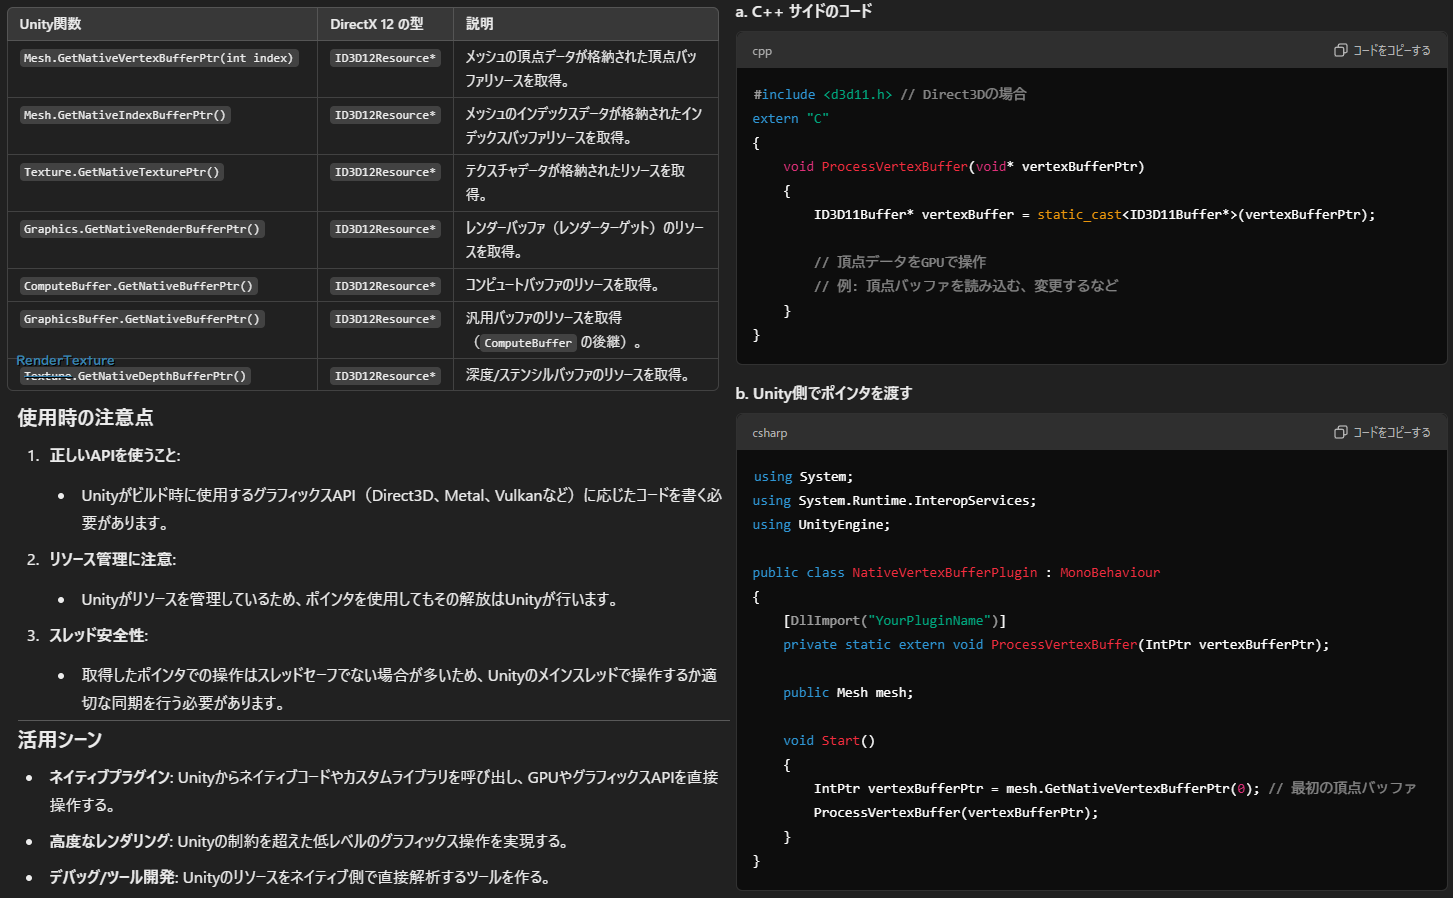 Unity関数 DirectX 12 の型 説明
Mesh.GetNativeVertexBufferPtr(int index) ID3D12Resource* メッシュの頂点データが格納された頂点バッ
ファリソースを取得。
Mesh.GetNativeIndexBufferPtr() ID3D12Resource* メッシュのインデックスデータが格納されたイン
デックスバッファリソースを取得。
Texture.GetNativeTexturePtr() ID3D12Resource* テクスチャデータが格納されたリソースを取
得。
Graphics.GetNativeRenderBufferPtr() ID3D12Resource* レンダーバッファ（レンダーターゲット）のリソー
スを取得。
ComputeBuffer.GetNativeBufferPtr() ID3D12Resource* コンピュートバッファのリソースを取得。
GraphicsBuffer.GetNativeBufferPtr() ID3D12Resource* 汎用バッファのリソースを取得
（ComputeBuffer の後継）。
RenderTexture
Texture.GetNativeDepthBufferPtr() ID3D12Resource* 深度/ステンシルバッファのリソースを取得。
使用時の注意点
1. 正しいAPIを使うこと:
• Unityがビルド時に使用するグラフィックスAPI（Direct3D、Metal、Vulkanなど）に応じたコードを書く必
要があります。
2. リソース管理に注意:
• Unityがリソースを管理しているため、ポインタを使用してもその解放はUnityが行います。
3. スレッド安全性:
• 取得したポインタでの操作はスレッドセーフでない場合が多いため、Unityのメインスレッドで操作するか適
切な同期を行う必要があります。
活用シーン
• ネイティブプラグイン: Unityからネイティブコードやカスタムライブラリを呼び出し、GPUやグラフィックスAPIを直接
操作する。
• 高度なレンダリング: Unityの制約を超えた低レベルのグラフィックス操作を実現する。
• デバッグ/ツール開発: Unityのリソースをネイティブ側で直接解析するツールを作る。
a. C++ サイドのコード
cpp コードをコピーする
#include <d3d11.h> // Direct3Dの場合
extern "C"
{
void ProcessVertexBuffer(void* vertexBufferPtr)
{
ID3D11Buffer* vertexBuffer = static_cast<ID3D11Buffer*>(vertexBufferPtr);
// 頂点データをGPUで操作
// 例: 頂点バッファを読み込む、変更するなど
}
}
b. Unity側でポインタを渡す
csharp コードをコピーする
using System;
using System.Runtime.InteropServices;
using UnityEngine;
public class NativeVertexBufferPlugin : MonoBehaviour
{
[DllImport("YourPluginName")]
private static extern void ProcessVertexBuffer(IntPtr vertexBufferPtr);
public Mesh mesh;
void Start()
{
IntPtr vertexBufferPtr = mesh.GetNativeVertexBufferPtr(0); // 最初の頂点バッファ
ProcessVertexBuffer(vertexBufferPtr);
}
}